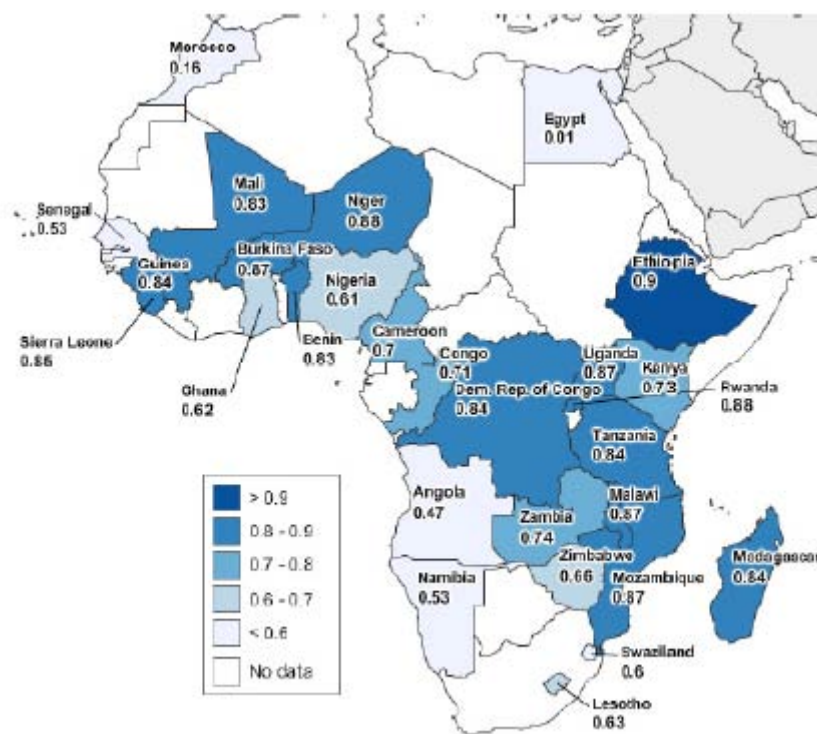 Morocco
0.16
Egypt
0.01
Mali
0.83
Niger
0.88
Senegal
0.53
Burkina Faso
0.87
Guinea
0.84
Nigeria
0.61
Ethiopia
0.9
Sierra Leone
0.86
Benin
0.83
Cameroon
0.7
Congo
0.71
Uganda
0.87
Kenya
0.73
Ghana
0.62
Dem. Rep. of Congo
0.84
Rwanda
0.88
Tanzania
0.84
Angola
0.47
Zambia
0.74
Malawi
0.87
Zimbabwe
0.66
Mozambique
0.87
Madagascar
0.84
Namibia
0.53
Swaziland
0.6
Lesotho
0.63
> 0.9
0.8 - 0.9
0.7 - 0.8
0.6 - 0.7
< 0.6
No data